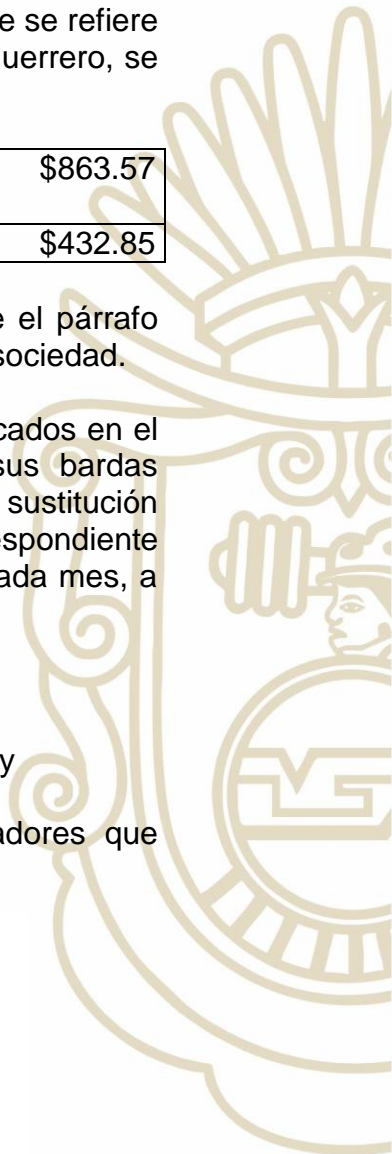 e se refiere
uerrero, se
$863.57
$432.85
e el párrafo
sociedad.
cados en el
sus bardas
sustitución
espondiente
ada mes, a
y
adores que